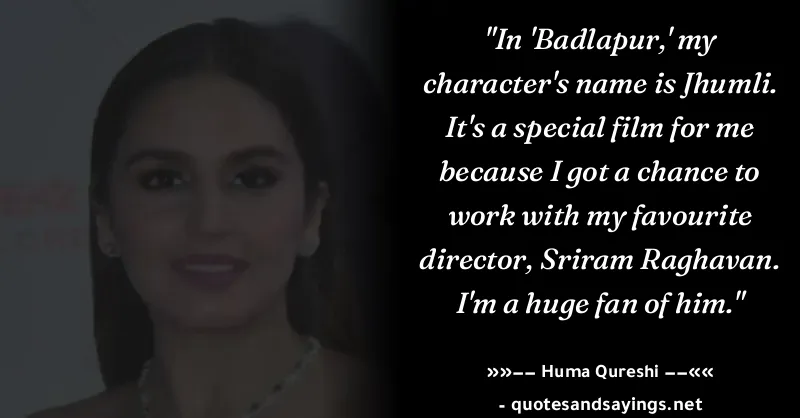 "In 'Badlapur,' my
character's name is Jhumli.
It's a special film for me
because I got a chance to
work with my favourite
director, Sriram Raghavan.
I'm a huge fan of him."
»»−− Huma Qureshi −−««
- quotesandsayings.net